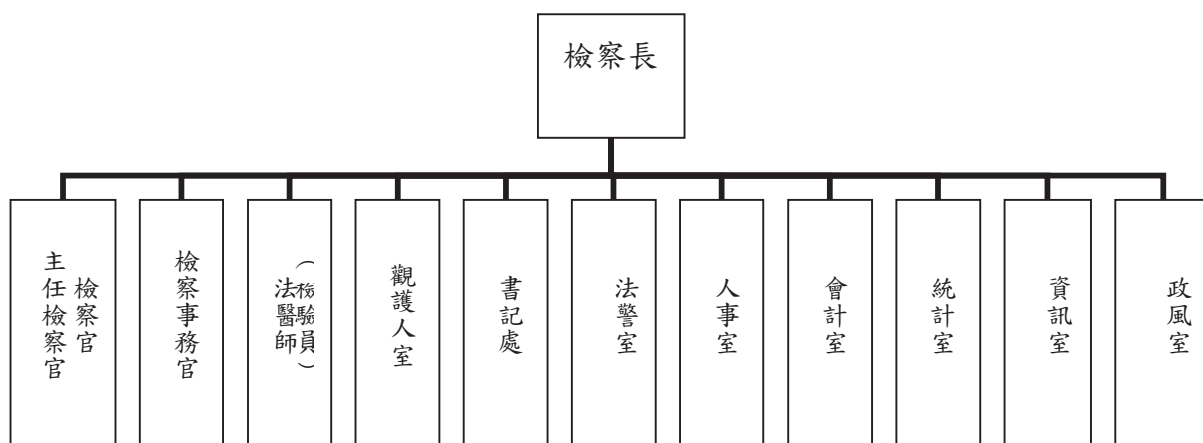 檢察長
主任檢察官
檢察官
檢察事務官
法醫師
（檢驗員）
觀護人室
書記處
法警室
人事室
會計室
統計室
資訊室
政風室